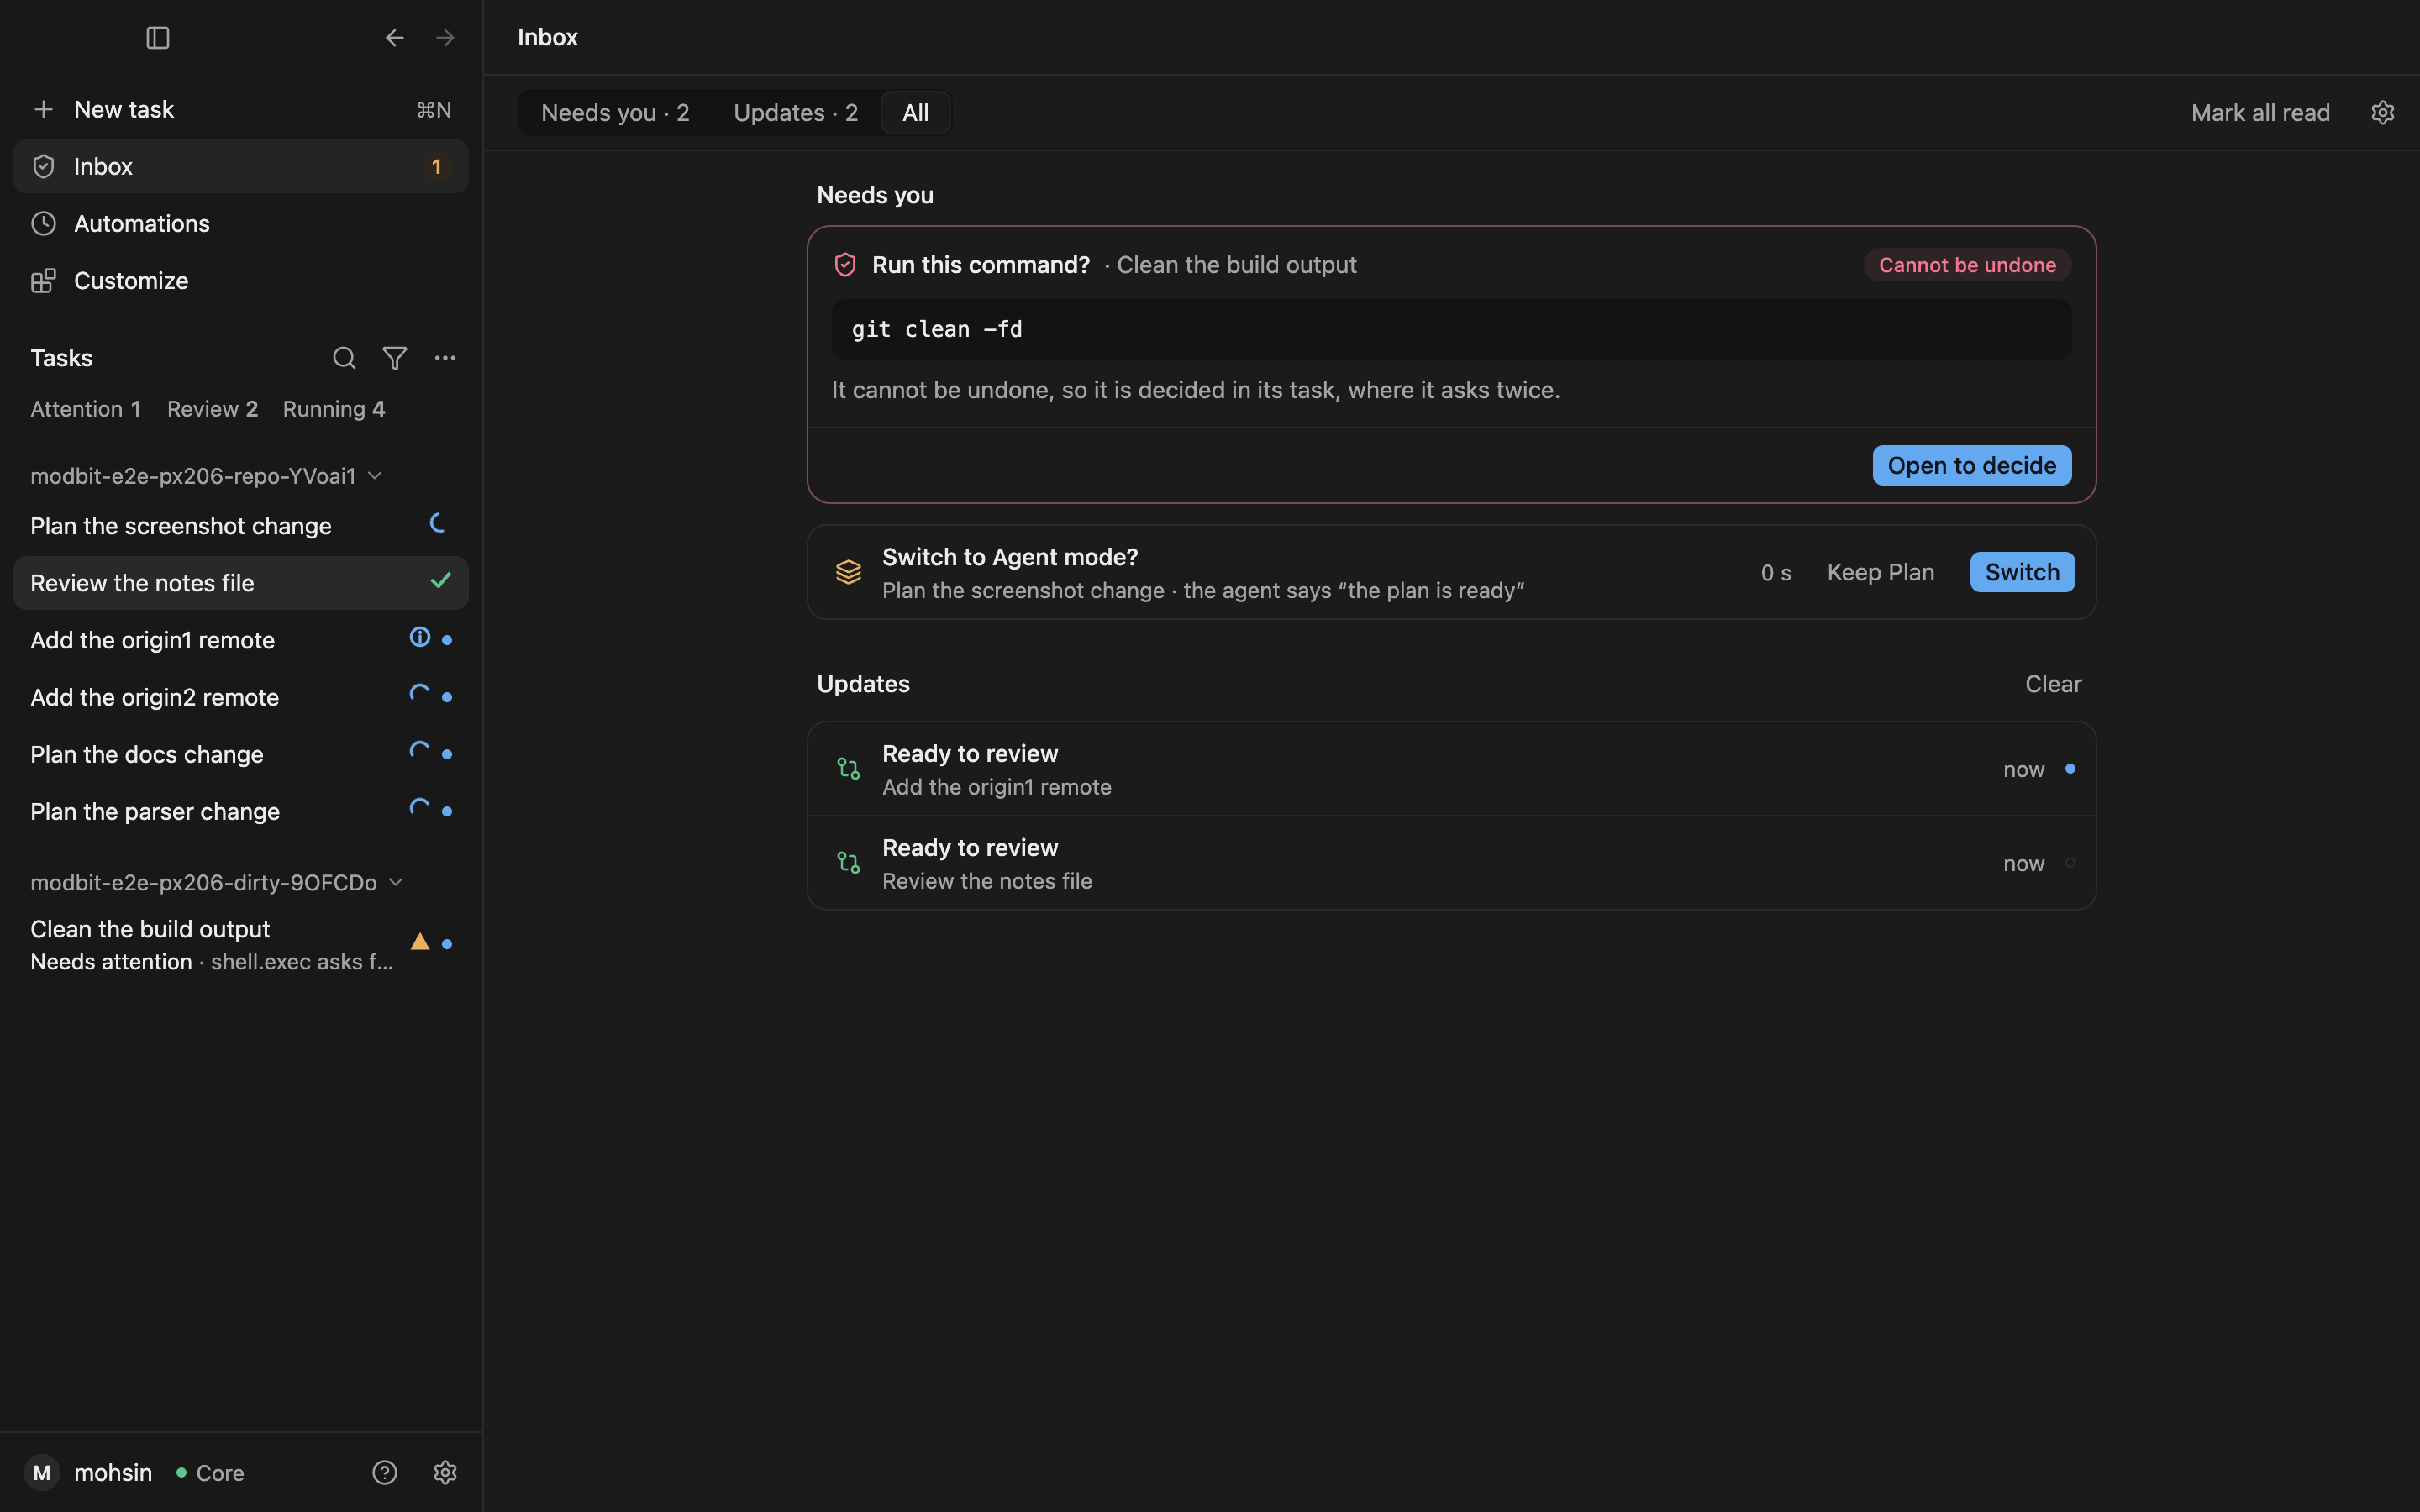 Inbox
New task ⌘N
Inbox 1
Automations
Customize
Tasks
Attention 1 Review 2 Running 4
modbit-e2e-px206-repo-YVoai1
Plan the screenshot change
Review the notes file
Add the origin1 remote
Add the origin2 remote
Plan the docs change
Plan the parser change
modbit-e2e-px206-dirty-9OFCDo
Clean the build output
Needs attention · shell.exec asks f...
M mohsin Core
Needs you · 2 Updates · 2 All Mark all read
Needs you
Run this command? · Clean the build output Cannot be undone
git clean -fd
It cannot be undone, so it is decided in its task, where it asks twice.
Open to decide
Switch to Agent mode?
Plan the screenshot change · the agent says “the plan is ready”
0 s Keep Plan Switch
Updates Clear
Ready to review
Add the origin1 remote
now
Ready to review
Review the notes file
now